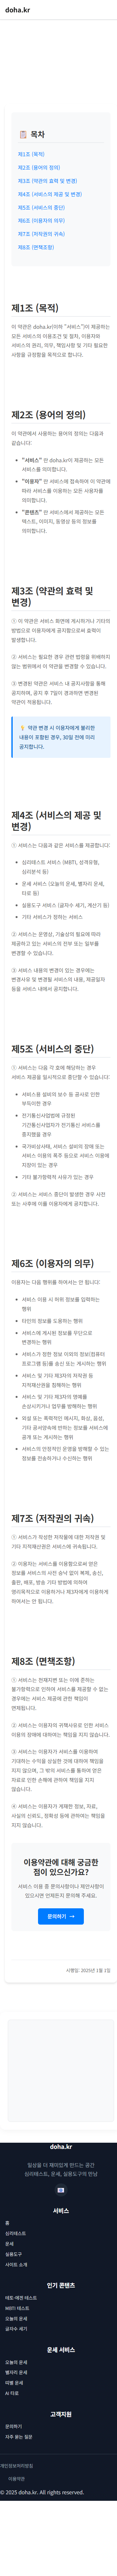 doha.kr
목차
제1조 (목적)
제2조 (용어의 정의)
제3조 (약관의 효력 및 변경)
제4조 (서비스의 제공 및 변경)
제5조 (서비스의 중단)
제6조 (이용자의 의무)
제7조 (저작권의 귀속)
제8조 (면책조항)
제1조 (목적)
이 약관은 doha.kr(이하 "서비스")이 제공하는
모든 서비스의 이용조건 및 절차, 이용자와
서비스의 권리, 의무, 책임사항 및 기타 필요한
사항을 규정함을 목적으로 합니다.
제2조 (용어의 정의)
이 약관에서 사용하는 용어의 정의는 다음과
같습니다:
"서비스"란 doha.kr이 제공하는 모든
서비스를 의미합니다.
"이용자"란 서비스에 접속하여 이 약관에
따라 서비스를 이용하는 모든 사용자를
의미합니다.
"콘텐츠"란 서비스에서 제공하는 모든
텍스트, 이미지, 동영상 등의 정보를
의미합니다.
제3조 (약관의 효력 및
변경)
① 이 약관은 서비스 화면에 게시하거나 기타의
방법으로 이용자에게 공지함으로써 효력이
발생합니다.
② 서비스는 필요한 경우 관련 법령을 위배하지
않는 범위에서 이 약관을 변경할 수 있습니다.
③ 변경된 약관은 서비스 내 공지사항을 통해
공지하며, 공지 후 7일이 경과하면 변경된
약관이 적용됩니다.
약관 변경 시 이용자에게 불리한
내용이 포함된 경우, 30일 전에 미리
공지합니다.
제4조 (서비스의 제공 및
변경)
① 서비스는 다음과 같은 서비스를 제공합니다:
심리테스트 서비스 (MBTI, 성격유형,
심리분석 등)
운세 서비스 (오늘의 운세, 별자리 운세,
타로 등)
실용도구 서비스 (글자수 세기, 계산기 등)
기타 서비스가 정하는 서비스
② 서비스는 운영상, 기술상의 필요에 따라
제공하고 있는 서비스의 전부 또는 일부를
변경할 수 있습니다.
③ 서비스 내용의 변경이 있는 경우에는
변경사유 및 변경될 서비스의 내용, 제공일자
등을 서비스 내에서 공지합니다.
제5조 (서비스의 중단)
① 서비스는 다음 각 호에 해당하는 경우
서비스 제공을 일시적으로 중단할 수 있습니다:
서비스용 설비의 보수 등 공사로 인한
부득이한 경우
전기통신사업법에 규정된
기간통신사업자가 전기통신 서비스를
중지했을 경우
국가비상사태, 서비스 설비의 장애 또는
서비스 이용의 폭주 등으로 서비스 이용에
지장이 있는 경우
기타 불가항력적 사유가 있는 경우
② 서비스는 서비스 중단이 발생한 경우 사전
또는 사후에 이를 이용자에게 공지합니다.
제6조 (이용자의 의무)
이용자는 다음 행위를 하여서는 안 됩니다:
서비스 이용 시 허위 정보를 입력하는
행위
타인의 정보를 도용하는 행위
서비스에 게시된 정보를 무단으로
변경하는 행위
서비스가 정한 정보 이외의 정보(컴퓨터
프로그램 등)를 송신 또는 게시하는 행위
서비스 및 기타 제3자의 저작권 등
지적재산권을 침해하는 행위
서비스 및 기타 제3자의 명예를
손상시키거나 업무를 방해하는 행위
외설 또는 폭력적인 메시지, 화상, 음성,
기타 공서양속에 반하는 정보를 서비스에
공개 또는 게시하는 행위
서비스의 안정적인 운영을 방해할 수 있는
정보를 전송하거나 수신하는 행위
제7조 (저작권의 귀속)
① 서비스가 작성한 저작물에 대한 저작권 및
기타 지적재산권은 서비스에 귀속됩니다.
② 이용자는 서비스를 이용함으로써 얻은
정보를 서비스의 사전 승낙 없이 복제, 송신,
출판, 배포, 방송 기타 방법에 의하여
영리목적으로 이용하거나 제3자에게 이용하게
하여서는 안 됩니다.
제8조 (면책조항)
① 서비스는 천재지변 또는 이에 준하는
불가항력으로 인하여 서비스를 제공할 수 없는
경우에는 서비스 제공에 관한 책임이
면제됩니다.
② 서비스는 이용자의 귀책사유로 인한 서비스
이용의 장애에 대하여는 책임을 지지 않습니다.
③ 서비스는 이용자가 서비스를 이용하여
기대하는 수익을 상실한 것에 대하여 책임을
지지 않으며, 그 밖의 서비스를 통하여 얻은
자료로 인한 손해에 관하여 책임을 지지
않습니다.
④ 서비스는 이용자가 게재한 정보, 자료,
사실의 신뢰도, 정확성 등에 관하여는 책임을
지지 않습니다.
이용약관에 대해 궁금한
점이 있으신가요?
서비스 이용 중 문의사항이나 제안사항이
있으시면 언제든지 문의해 주세요.
문의하기 →
시행일: 2025년 1월 1일
doha.kr
일상을 더 재미있게 만드는 공간
심리테스트, 운세, 실용도구의 만남
서비스
홈
심리테스트
운세
실용도구
사이트 소개
인기 콘텐츠
테토-에겐 테스트
MBTI 테스트
오늘의 운세
글자수 세기
운세 서비스
오늘의 운세
별자리 운세
띠별 운세
AI 타로
고객지원
문의하기
자주 묻는 질문
개인정보처리방침
이용약관
© 2025 doha.kr. All rights reserved.